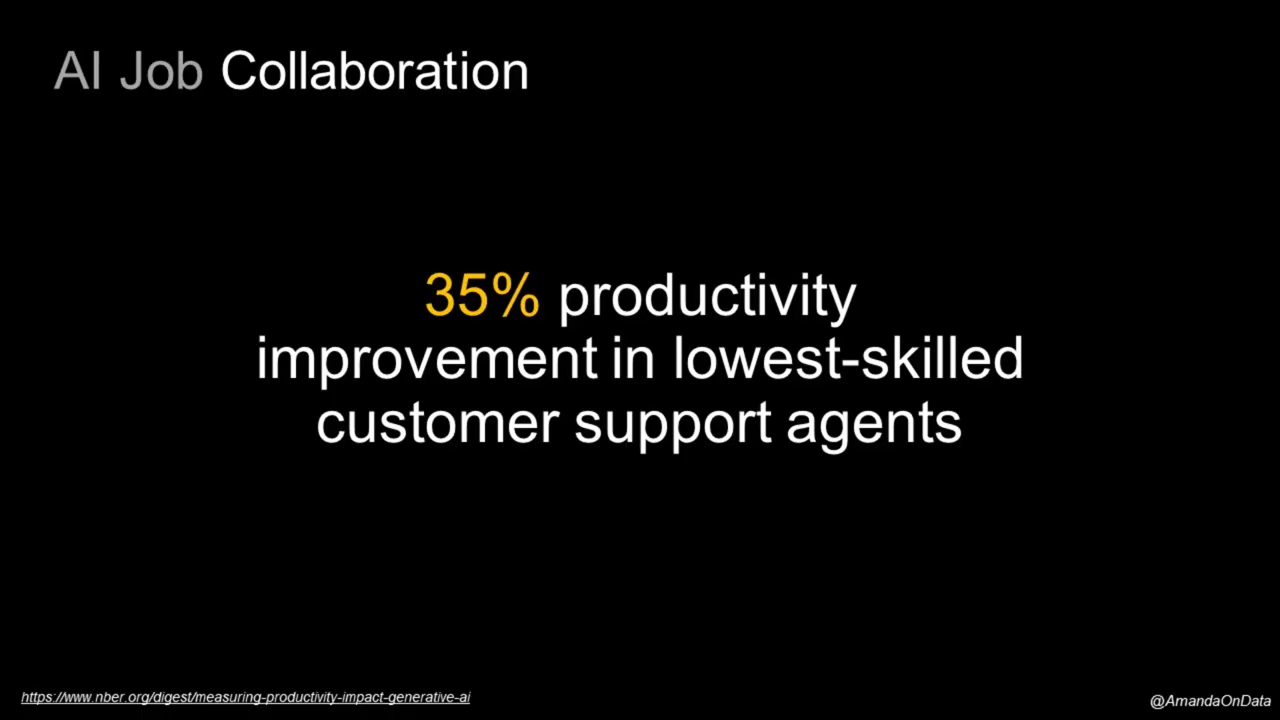 AI Job Collaboration
35% productivity
improvement in lowest-skilled
customer support agents
https://www.nber.org/digest/measuring-productivity-impact-generative-ai
@AmandaOnData